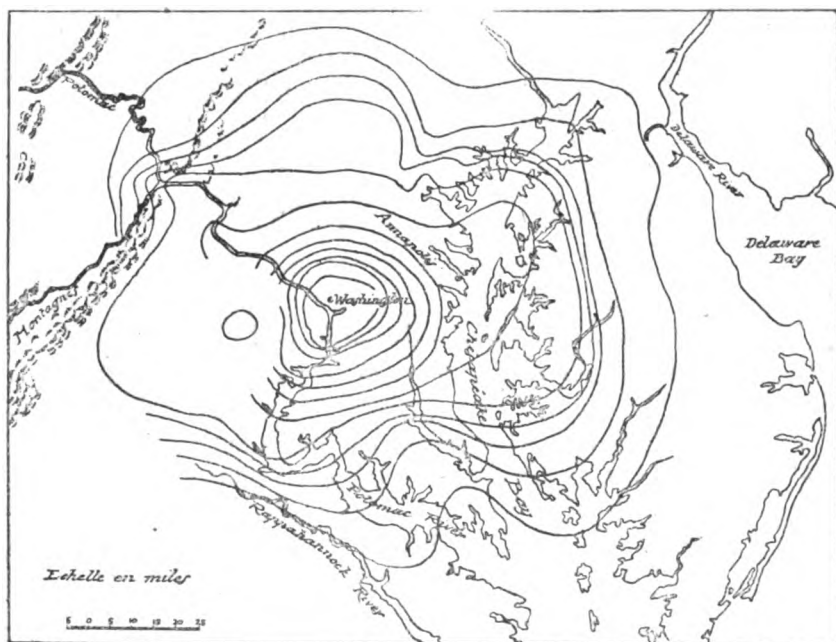 Potomac
Delaware River
Annapolis
Delaware
Bay
Washington
Montagnes
Chesapeake
Bay
Potomac River
Rappahannock River
Echelle en miles
5 0 5 10 15 20 25